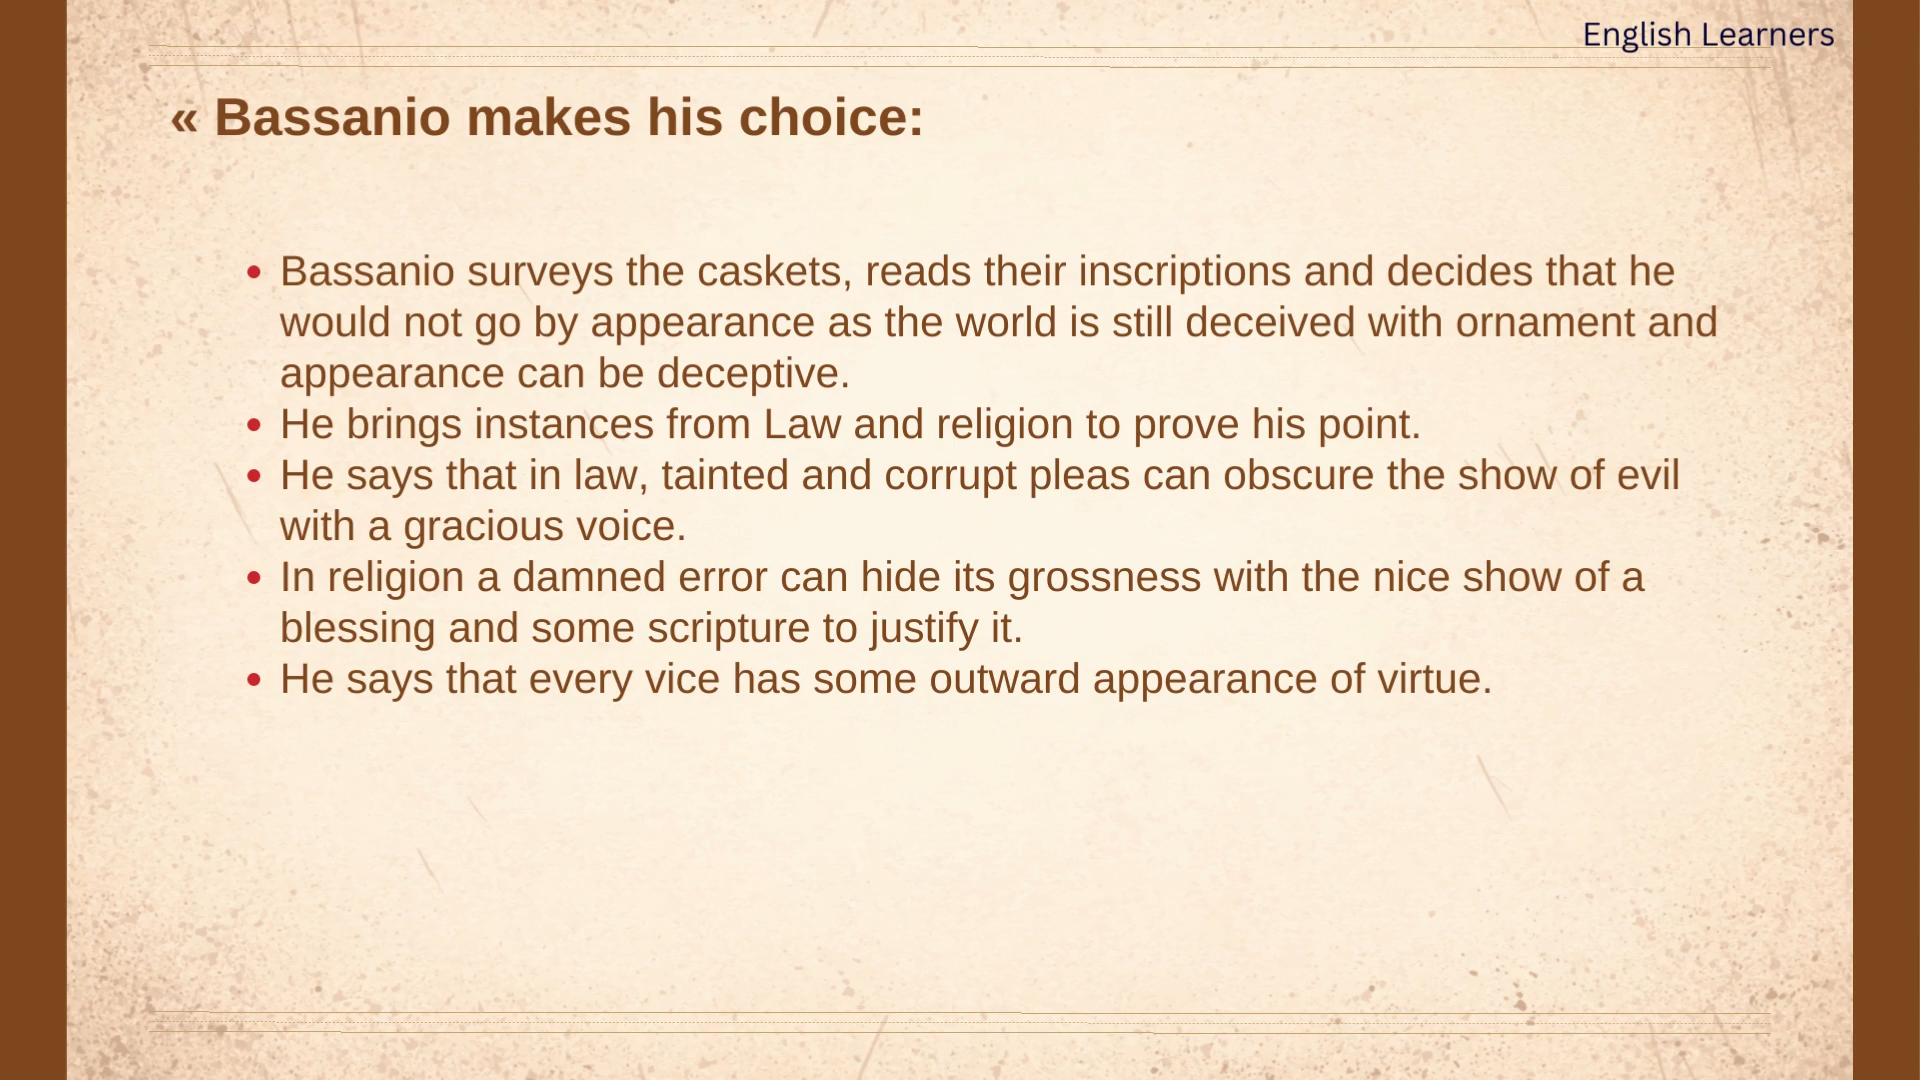 English Learners
« Bassanio makes his choice:
• Bassanio surveys the caskets, reads their inscriptions and decides that he
would not go by appearance as the world is still deceived with ornament and
appearance can be deceptive.
• He brings instances from Law and religion to prove his point.
• He says that in law, tainted and corrupt pleas can obscure the show of evil
with a gracious voice.
• In religion a damned error can hide its grossness with the nice show of a
blessing and some scripture to justify it.
• He says that every vice has some outward appearance of virtue.